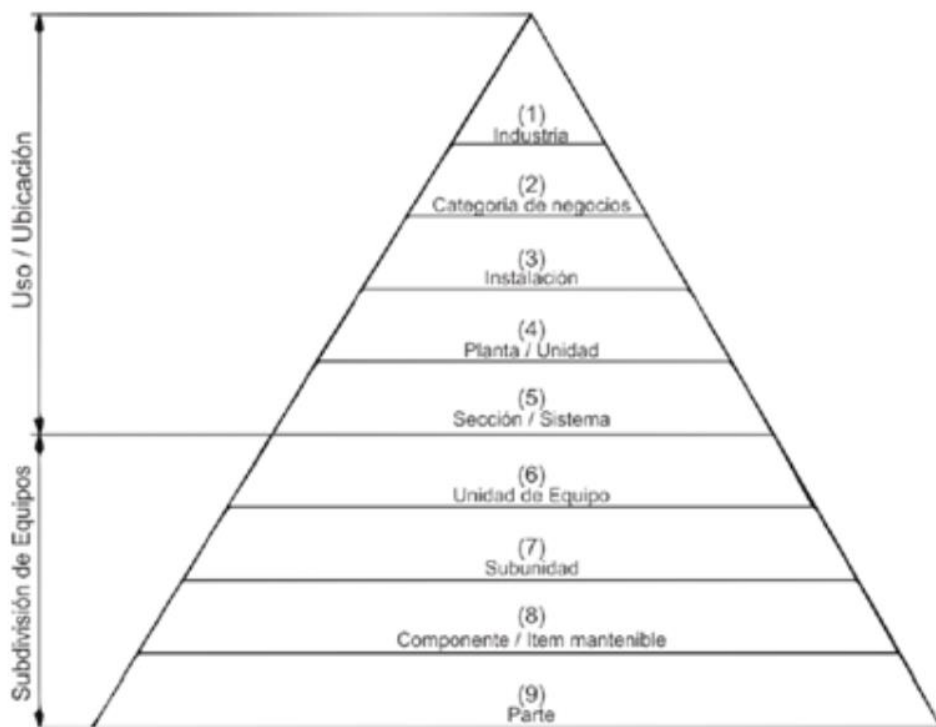 Uso / Ubicación
(1)
Industria
(2)
Categoria de negocios
(3)
Instalación
(4)
Planta / Unidad
(5)
Sección / Sistema
Subdivisión de Equipos
(6)
Unidad de Equipo
(7)
Subunidad
(8)
Componente / Item mantenible
(9)
Parte